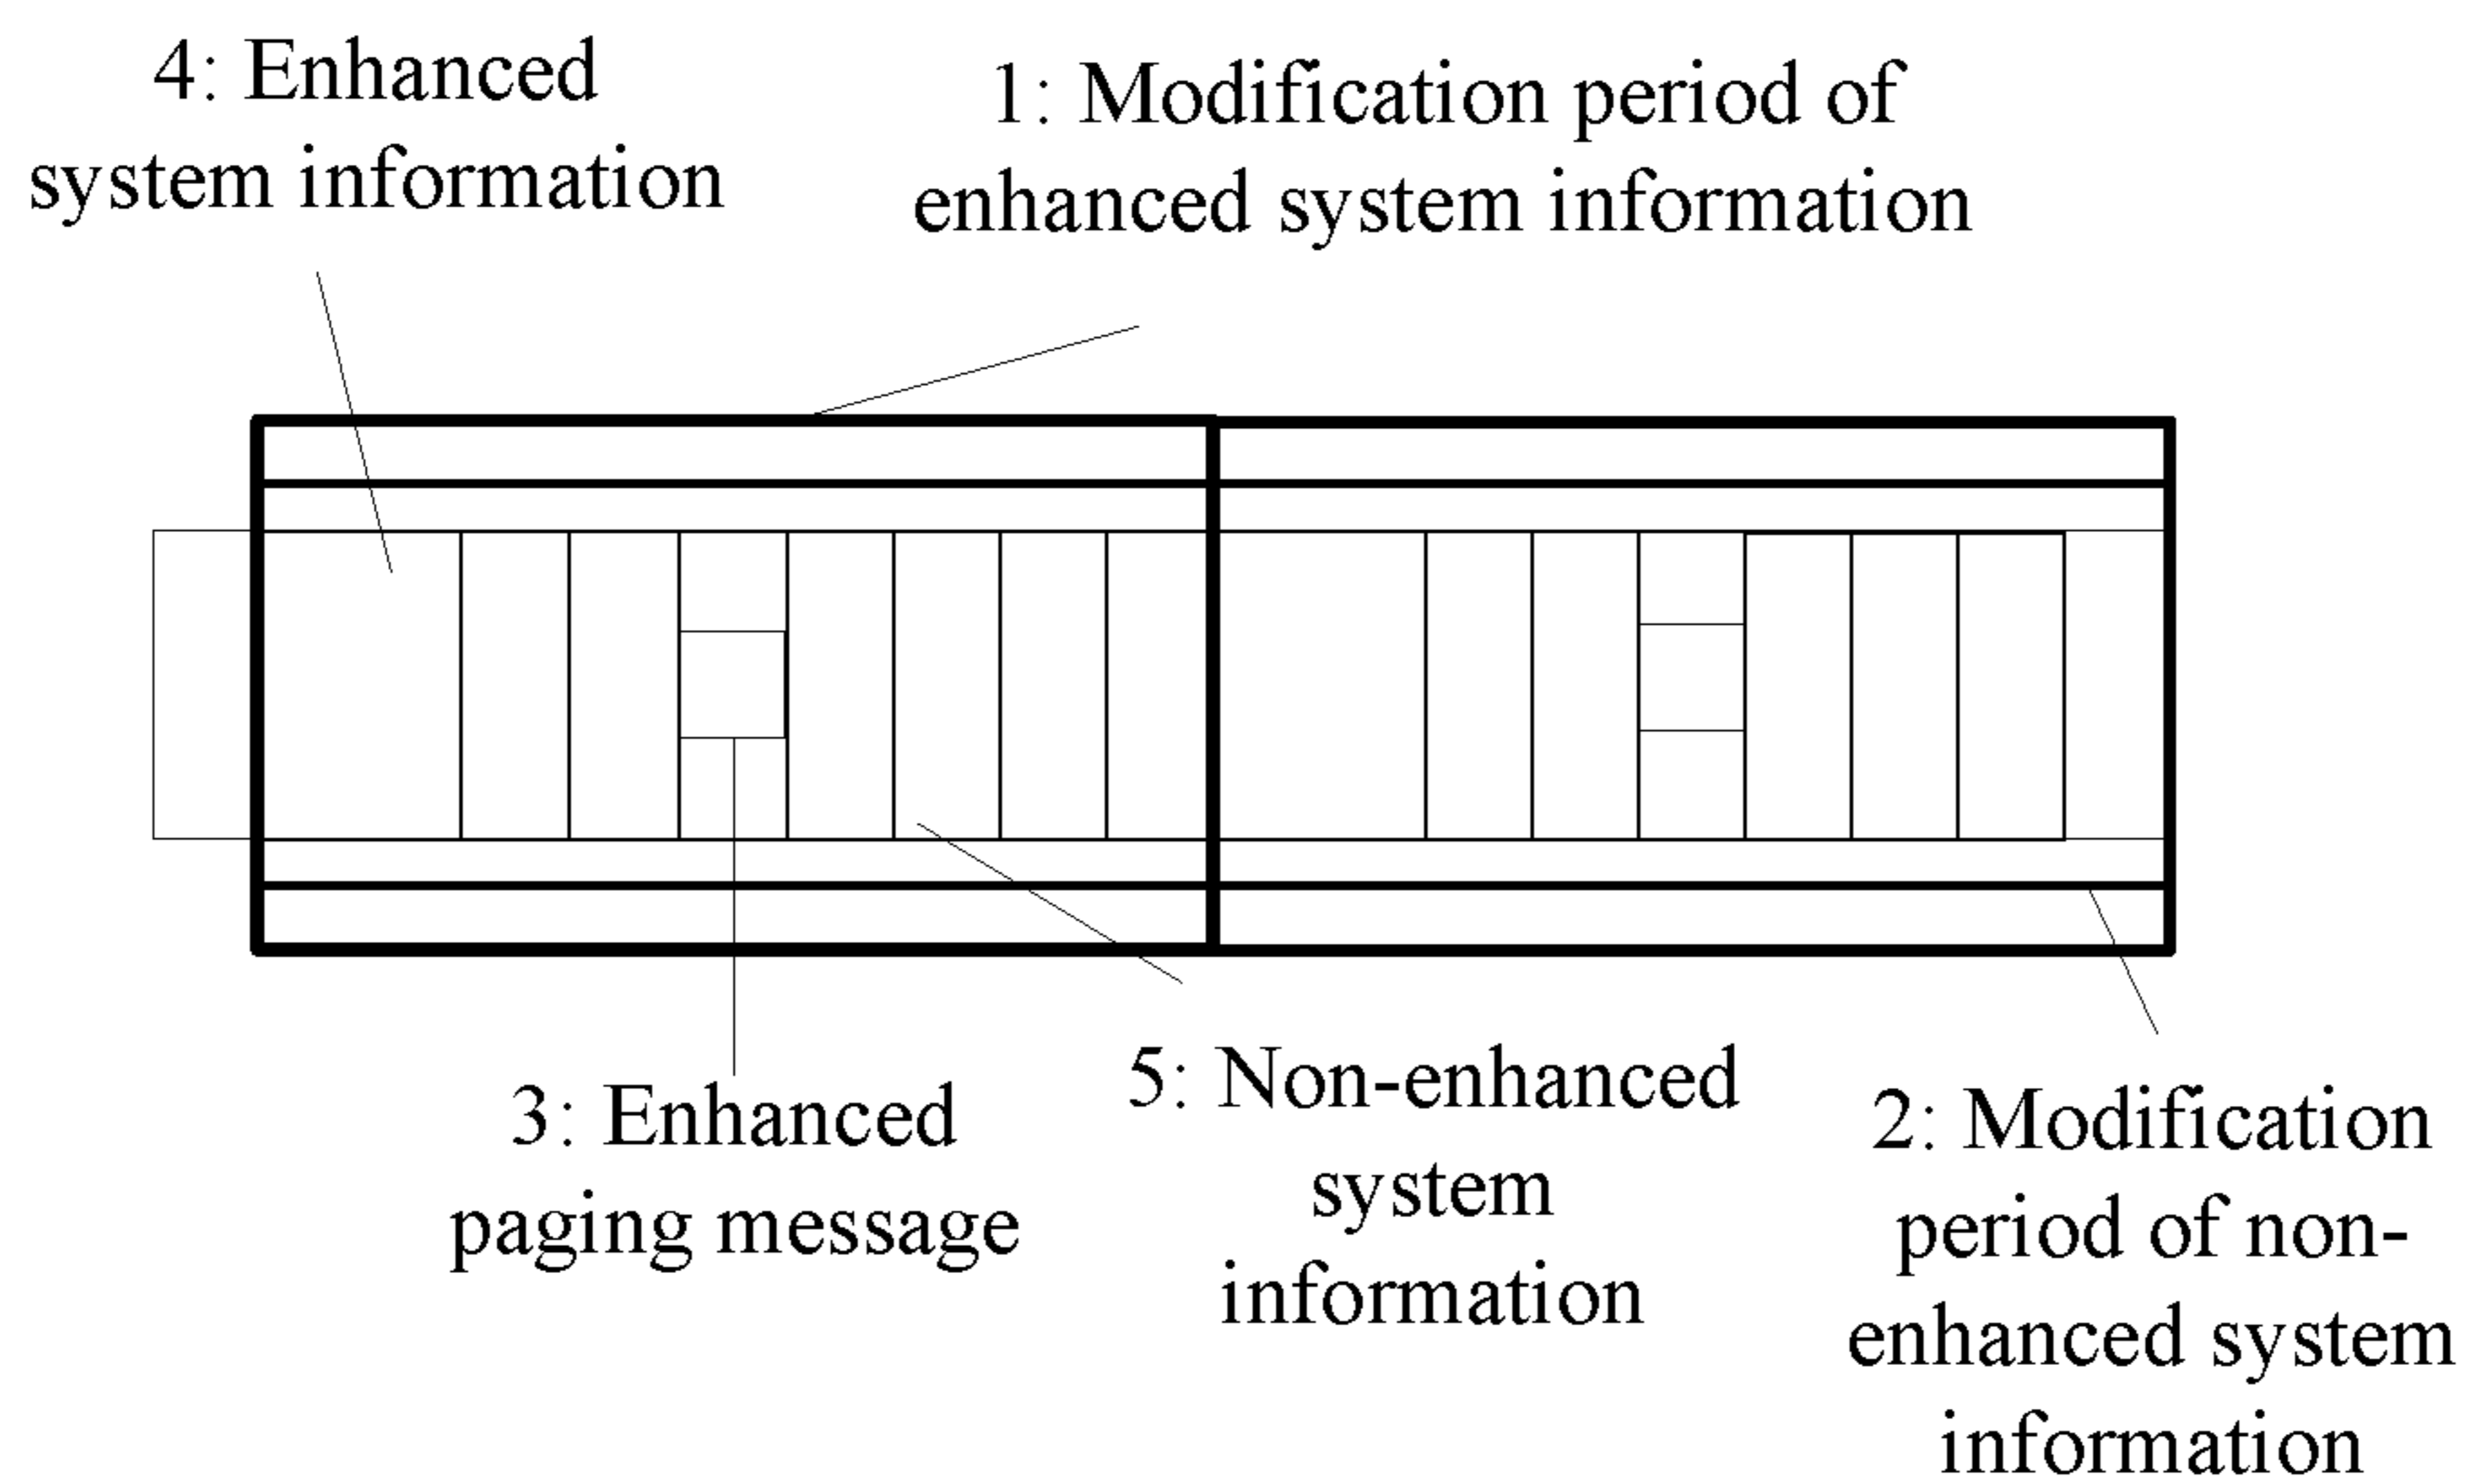 4: Enhanced
system information
1: Modification period of
enhanced system information
3: Enhanced
paging message
5: Non-enhanced
system
information
2: Modification
period of non-
enhanced system
information